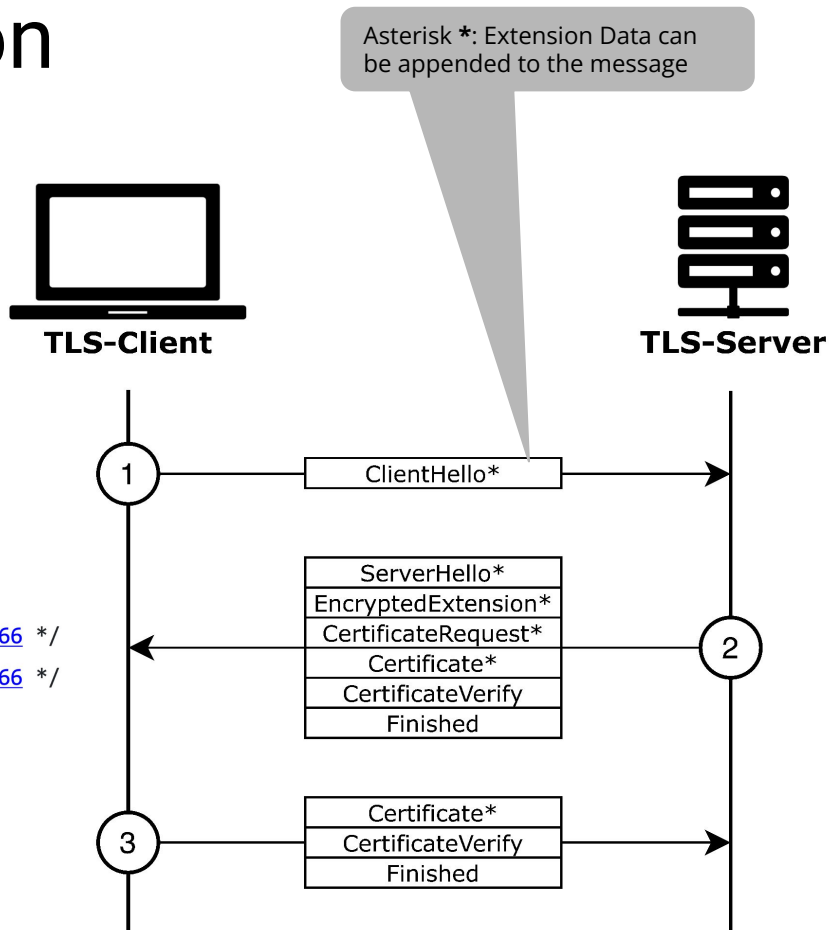 on
Asterisk *: Extension Data can
be appended to the message
TLS-Client
TLS-Server
1
ClientHello*
ServerHello*
EncryptedExtension*
66 */
CertificateRequest*
2
66 */
Certificate*
CertificateVerify
Finished
3
Certificate*
CertificateVerify
Finished